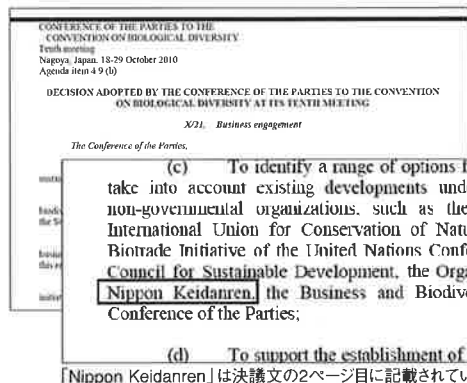 CONFERENCE OF THE PARTIES TO THE
CONVENTION ON BIOLOGICAL DIVERSITY
Tenth meeting
Nagoya, Japan, 18-29 October 2010
Agenda item 4 9 (b)
DECISION ADOPTED BY THE CONFERENCE OF THE PARTIES TO THE CONVENTION
ON BIOLOGICAL DIVERSITY AT ITS TENTH MEETING
X/21. Business engagement
The Conference of the Parties,
(c) To identify a range of options
take into account existing developments und
non-governmental organizations, such as the
International Union for Conservation of Natu
Biotrade Initiative of the United Nations Conf
Council for Sustainable Development, the Orga
Nippon Keidanren, the Business and Biodive
Conference of the Parties;
(d) To support the establishment of
「Nippon Keidanren」は決議文の2ページ目に記載されてい